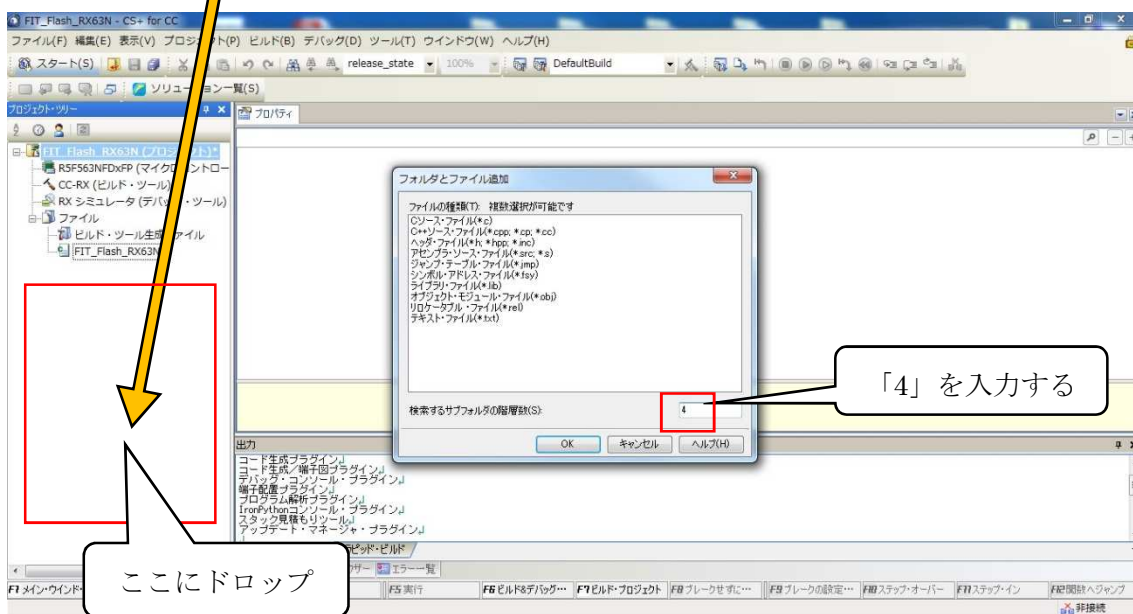 FIT_Flash_RX63N - CS+ for CC
ファイル(F) 編集(E) 表示(V) プロジェクト(P) ビルド(B) デバッグ(D) ツール(T) ウインドウ(W) ヘルプ(H)
スタート(S) release_state 100% DefaultBuild
ソリューション一覧(S)
プロジェクト・ツリー
プロパティ
FIT_Flash_RX63N (プロジェクト)*
R5F563NFDxFP (マイクロコントロー
CC-RX (ビルド・ツール)
RX シミュレータ (デバッグ・ツール)
ファイル
ビルド・ツール生成ファイル
FIT_Flash_RX63N
フォルダとファイル追加
ファイルの種類(T): 複数選択が可能です
Cソース・ファイル(*.c)
C++ソース・ファイル(*.cpp; *.cp; *.cc)
ヘッダ・ファイル(*.h; *.hpp; *.inc)
アセンブラ・ソース・ファイル(*.src; *.s)
ジャンプ・テーブル・ファイル(*.jmp)
シンボル・アドレス・ファイル(*.fsy)
ライブラリ・ファイル(*.lib)
オブジェクト・モジュール・ファイル(*.obj)
リロケータブル・ファイル(*.rel)
テキスト・ファイル(*.txt)
検索するサブフォルダの階層数(S):
4
OK キャンセル ヘルプ(H)
「4」を入力する
出力
コード生成プラグイン
コード生成/端子図プラグイン
デバッグ・コンソール・プラグイン
端子配置プラグイン
プログラム解析プラグイン
IronPythonコンソール・プラグイン
スタック見積もりツール
アップデート・マネージャ・プラグイン
ピッド・ビルド
エラー一覧
ここにドロップ
F1 メイン・ウインド・
F5 実行
F6 ビルド&デバッグ…
F7 ビルド・プロジェクト
F8 ブレークせずに…
F9 ブレークの設定…
F10 ステップ・オーバー
F11 ステップ・イン
F12 関数へジャンプ
非接続